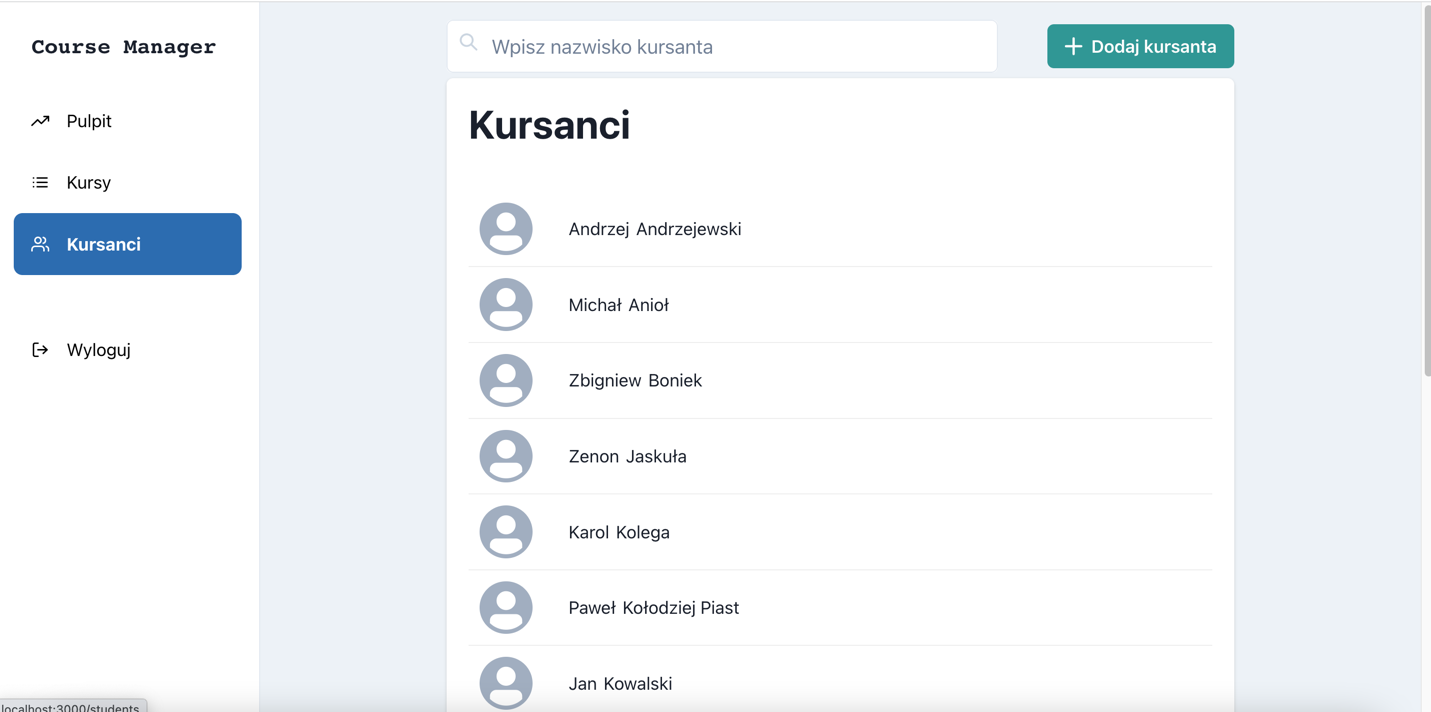 Course Manager
Wpisz nazwisko kursanta
Dodaj kursanta
Pulpit
Kursy
Kursanci
Wyloguj
Kursanci
Andrzej Andrzejewski
Michał Anioł
Zbigniew Boniek
Zenon Jaskuła
Karol Kolega
Paweł Kołodziej Piast
Jan Kowalski
localhost:3000/students